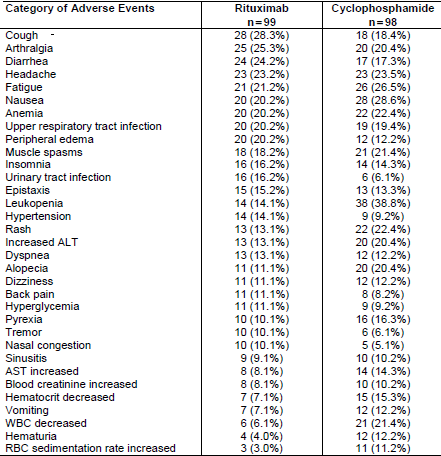 Category of Adverse Events Rituximab Cyclophosphamide
n=99 n=98
Cough - 28 (28.3%) 18 (18.4%)
Arthralgia 25 (25.3%) 20 (20.4%)
Diarrhea 24 (24.2%) 17 (17.3%)
Headache 23 (23.2%) 23 (23.5%)
Fatigue 21 (21.2%) 26 (26.5%)
Nausea 20 (20.2%) 28 (28.6%)
Anemia 20 (20.2%) 22 (22.4%)
Upper respiratory tract infection 20 (20.2%) 19 (19.4%)
Peripheral edema 20 (20.2%) 12 (12.2%)
Muscle spasms 18 (18.2%) 21 (21.4%)
Insomnia 16 (16.2%) 14 (14.3%)
Urinary tract infection 16 (16.2%) 6 (6.1%)
Epistaxis 15 (15.2%) 13 (13.3%)
Leukopenia 14 (14.1%) 38 (38.8%)
Hypertension 14 (14.1%) 9 (9.2%)
Rash 13 (13.1%) 22 (22.4%)
Increased ALT 13 (13.1%) 20 (20.4%)
Dyspnea 13 (13.1%) 12 (12.2%)
Alopecia 11 (11.1%) 20 (20.4%)
Dizziness 11 (11.1%) 12 (12.2%)
Back pain 11 (11.1%) 8 (8.2%)
Hyperglycemia 11 (11.1%) 9 (9.2%)
Pyrexia 10 (10.1%) 16 (16.3%)
Tremor 10 (10.1%) 6 (6.1%)
Nasal congestion 10 (10.1%) 5 (5.1%)
Sinusitis 9 (9.1%) 10 (10.2%)
AST increased 8 (8.1%) 14 (14.3%)
Blood creatinine increased 8 (8.1%) 10 (10.2%)
Hematocrit decreased 7 (7.1%) 15 (15.3%)
Vomiting 7 (7.1%) 12 (12.2%)
WBC decreased 6 (6.1%) 21 (21.4%)
Hematuria 4 (4.0%) 12 (12.2%)
RBC sedimentation rate increased 3 (3.0%) 11 (11.2%)